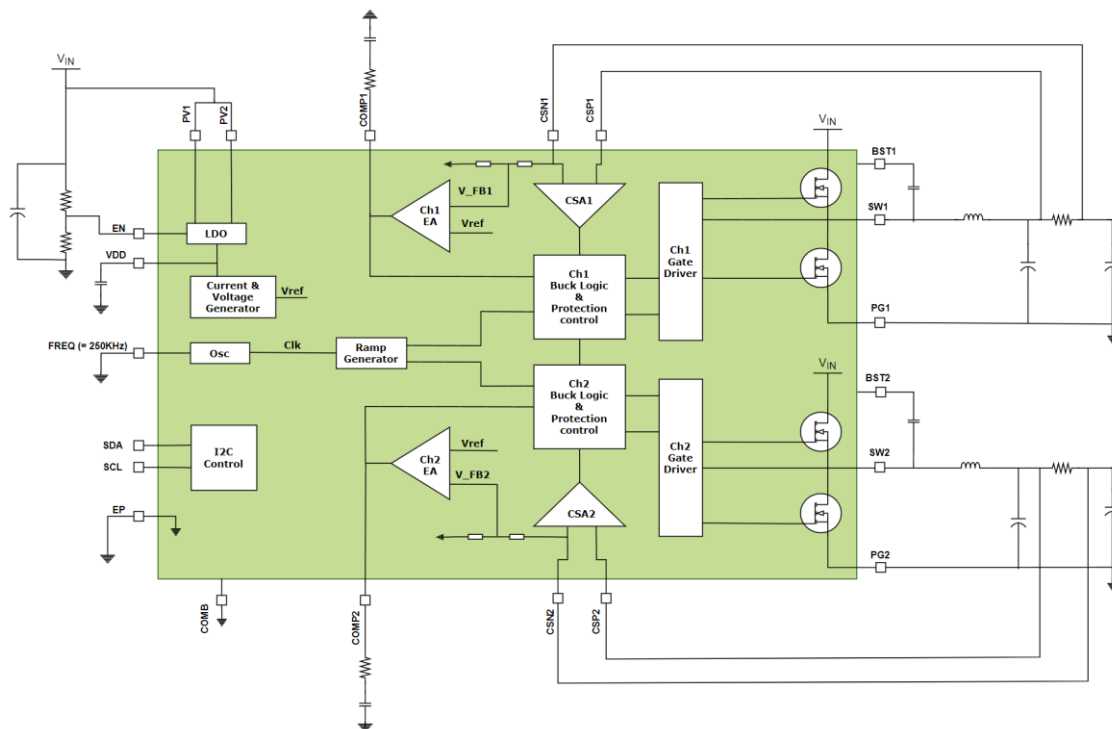 VIN
PV1
PV2
COMP1
CSN1
CSP1
VIN
BST1
V_FB1
Ch1
EA
Vref
CSA1
SW1
EN
LDO
Ch1
Gate
Driver
VDD
Current &
Voltage
Generator
Vref
Ch1
Buck Logic
&
Protection
control
PG1
FREQ (= 250KHz)
Osc
Clk
Ramp
Generator
VIN
BST2
Ch2
Buck Logic
&
Protection
control
SDA
SCL
I2C
Control
Ch2
EA
Vref
V_FB2
Ch2
Gate
Driver
SW2
EP
CSA2
PG2
COMB
COMP2
CSN2
CSP2